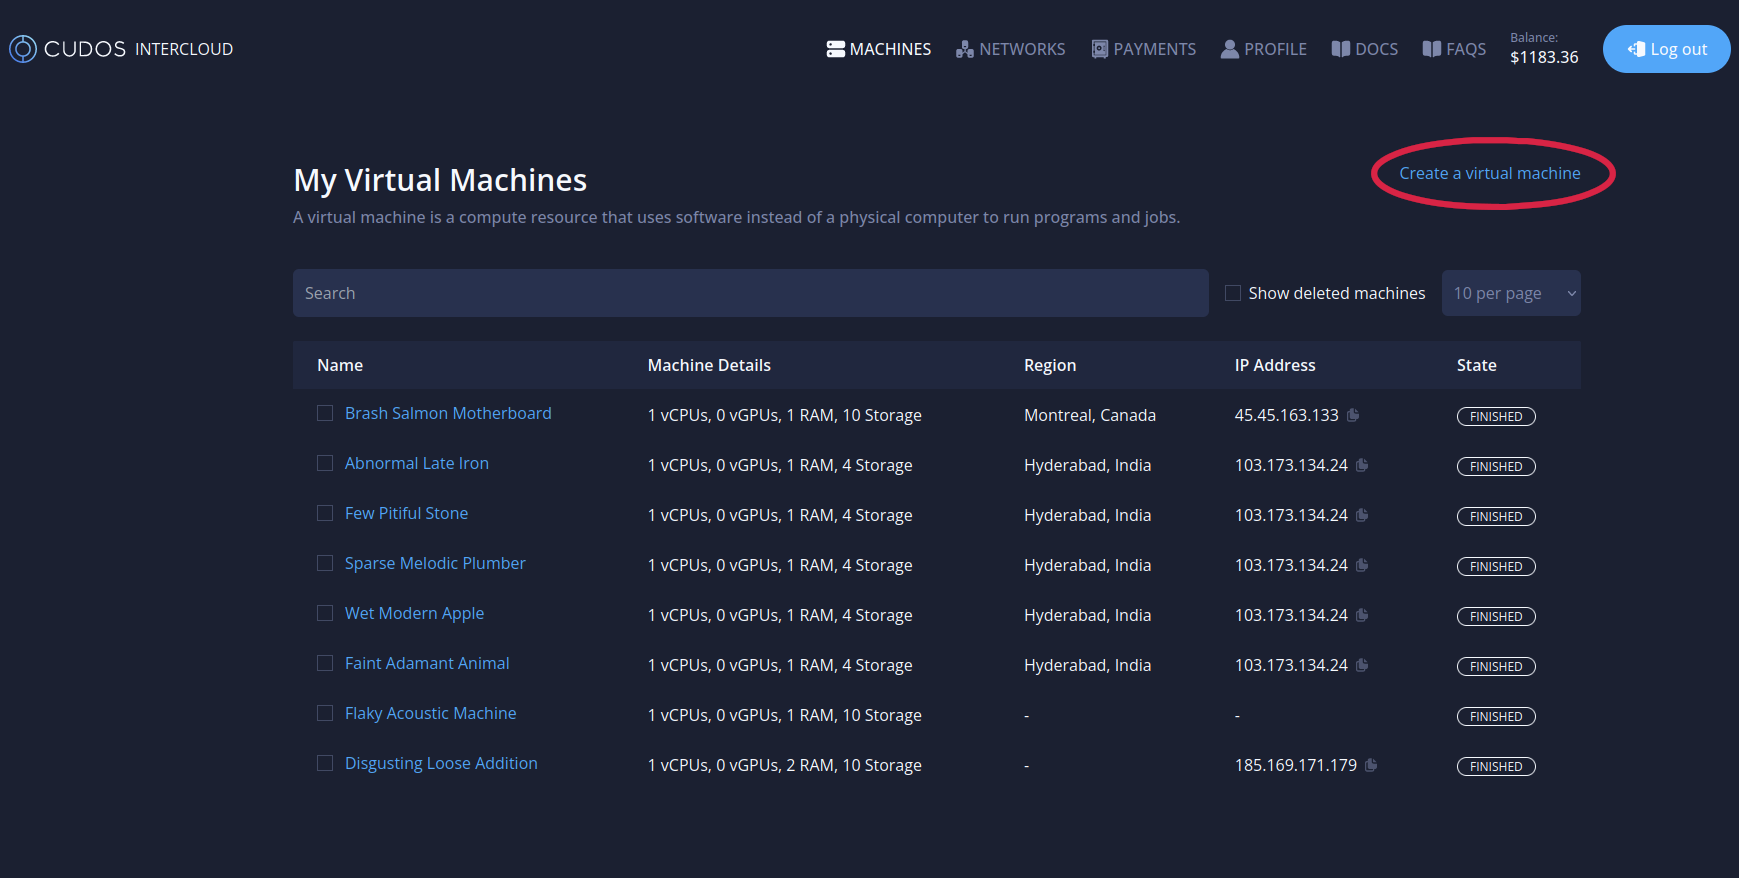 CUDOS INTERCLOUD MACHINES NETWORKS PAYMENTS PROFILE DOCS FAQS Balance: Log out
$1183.36
My Virtual Machines Create a virtual machine
A virtual machine is a compute resource that uses software instead of a physical computer to run programs and jobs.
Search Show deleted machines 10 per page
Name Machine Details Region IP Address State
Brash Salmon Motherboard 1 vCPUs, 0 vGPUs, 1 RAM, 10 Storage Montreal, Canada 45.45.163.133 FINISHED
Abnormal Late Iron 1 vCPUs, 0 vGPUs, 1 RAM, 4 Storage Hyderabad, India 103.173.134.24 FINISHED
Few Pitiful Stone 1 vCPUs, 0 vGPUs, 1 RAM, 4 Storage Hyderabad, India 103.173.134.24 FINISHED
Sparse Melodic Plumber 1 vCPUs, 0 vGPUs, 1 RAM, 4 Storage Hyderabad, India 103.173.134.24 FINISHED
Wet Modern Apple 1 vCPUs, 0 vGPUs, 1 RAM, 4 Storage Hyderabad, India 103.173.134.24 FINISHED
Faint Adamant Animal 1 vCPUs, 0 vGPUs, 1 RAM, 4 Storage Hyderabad, India 103.173.134.24 FINISHED
Flaky Acoustic Machine 1 vCPUs, 0 vGPUs, 1 RAM, 10 Storage - - FINISHED
Disgusting Loose Addition 1 vCPUs, 0 vGPUs, 2 RAM, 10 Storage - 185.169.171.179 FINISHED